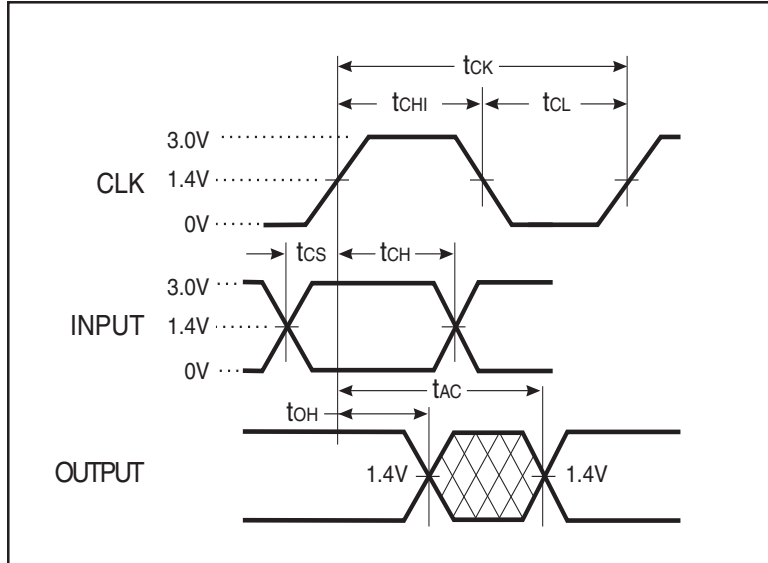 tCK
tCHI tCL
3.0V
CLK 1.4V
0V
tCS tCH
3.0V
INPUT 1.4V
0V
tAC
tOH
OUTPUT 1.4V 1.4V